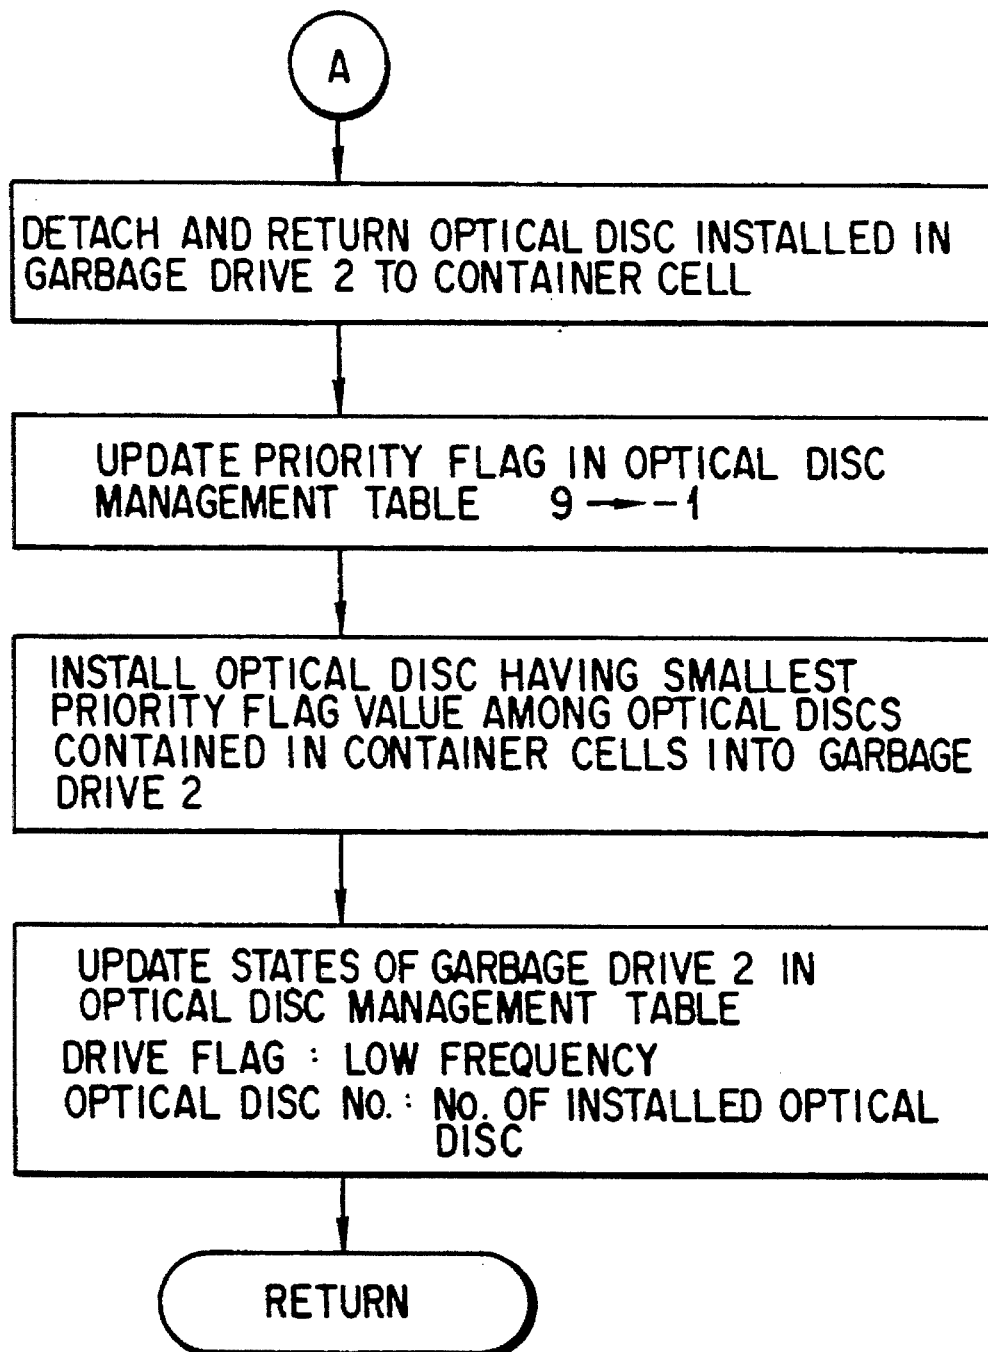 A
DETACH AND RETURN OPTICAL DISC INSTALLED IN
GARBAGE DRIVE 2 TO CONTAINER CELL
UPDATE PRIORITY FLAG IN OPTICAL DISC
MANAGEMENT TABLE 9 → -1
INSTALL OPTICAL DISC HAVING SMALLEST
PRIORITY FLAG VALUE AMONG OPTICAL DISCS
CONTAINED IN CONTAINER CELLS INTO GARBAGE
DRIVE 2
UPDATE STATES OF GARBAGE DRIVE 2 IN
OPTICAL DISC MANAGEMENT TABLE
DRIVE FLAG : LOW FREQUENCY
OPTICAL DISC NO. : NO. OF INSTALLED OPTICAL
DISC
RETURN